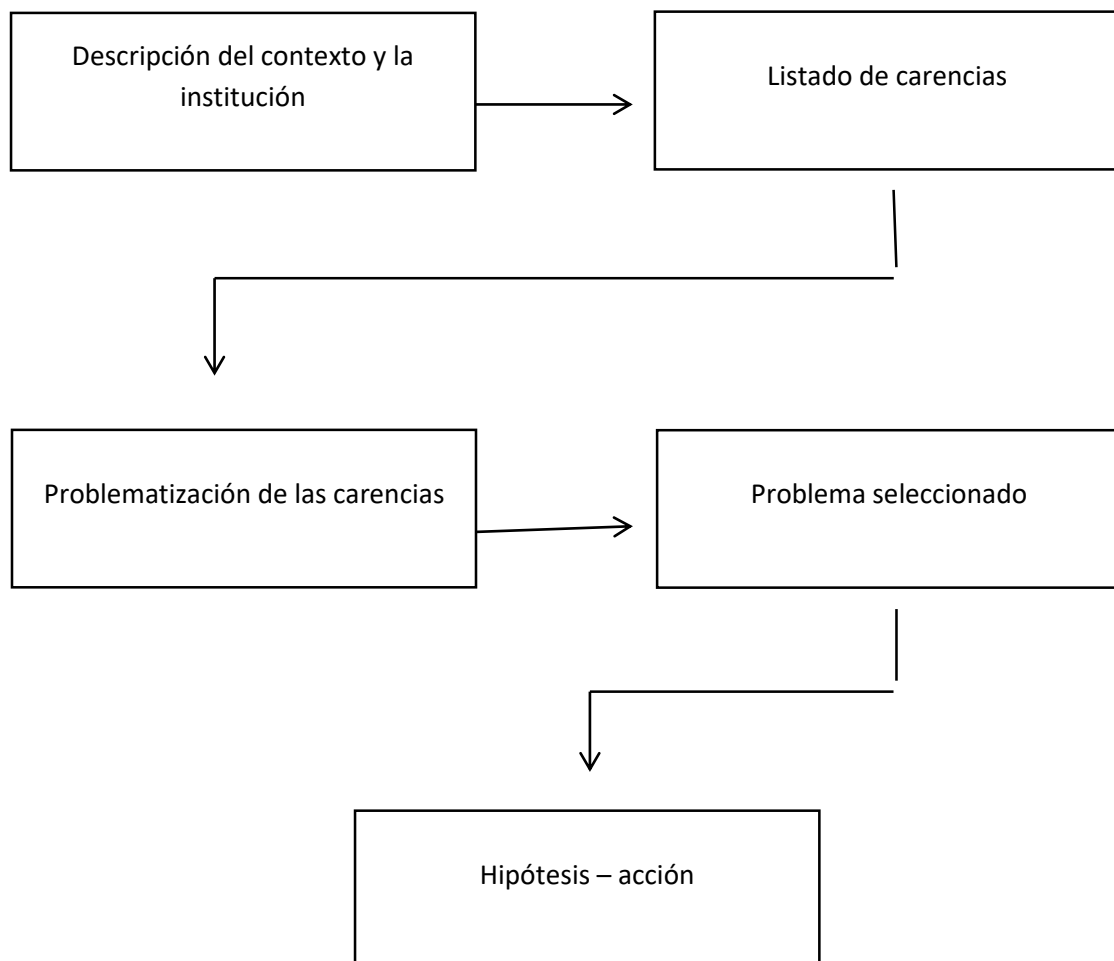 Descripción del contexto y la
institución
Listado de carencias
Problematización de las carencias
Problema seleccionado
Hipótesis – acción